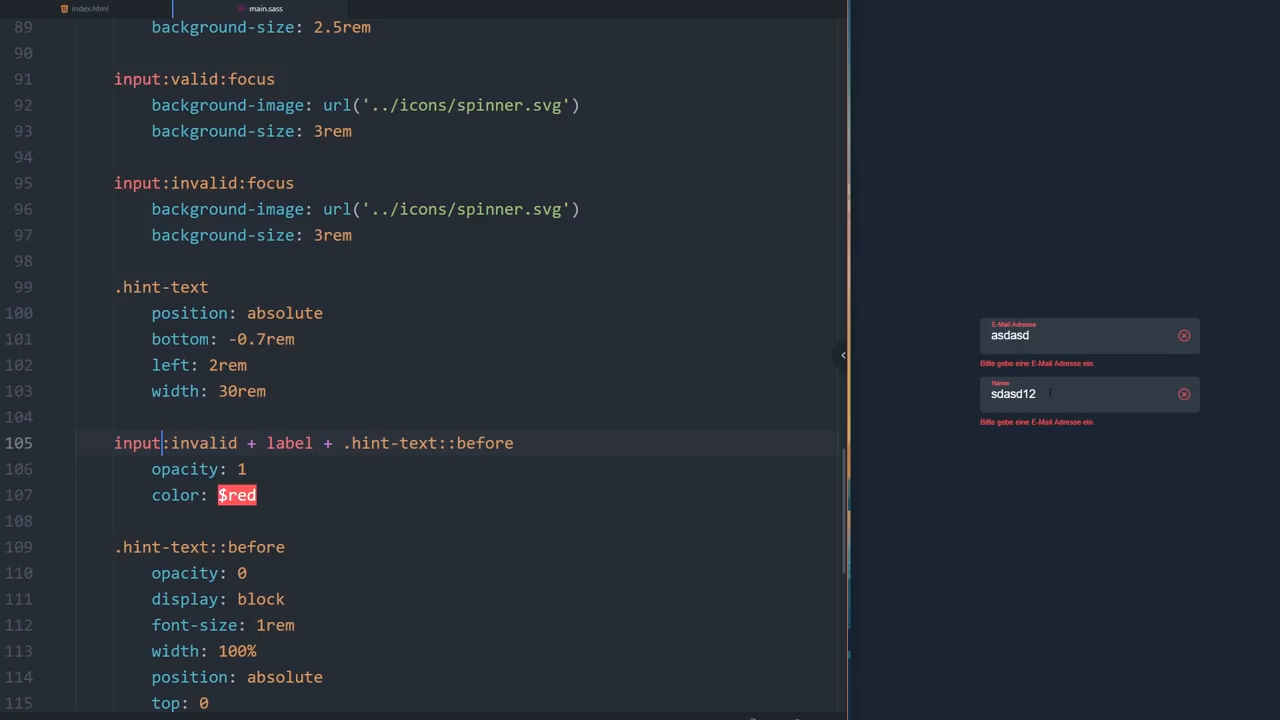 index.html
main.sass
89 background-size: 2.5rem
90
91 input:valid:focus
92 background-image: url('../icons/spinner.svg')
93 background-size: 3rem
94
95 input:invalid:focus
96 background-image: url('../icons/spinner.svg')
97 background-size: 3rem
98
99 .hint-text
100 position: absolute
101 bottom: -0.7rem
102 left: 2rem
103 width: 30rem
104
105 input:invalid + label + .hint-text::before
106 opacity: 1
107 color: $red
108
109 .hint-text::before
110 opacity: 0
111 display: block
112 font-size: 1rem
113 width: 100%
114 position: absolute
115 top: 0
E-Mail Adresse
asdasd
Bitte gebe eine E-Mail Adresse ein.
Name
sdasd12
Bitte gebe eine E-Mail Adresse ein.